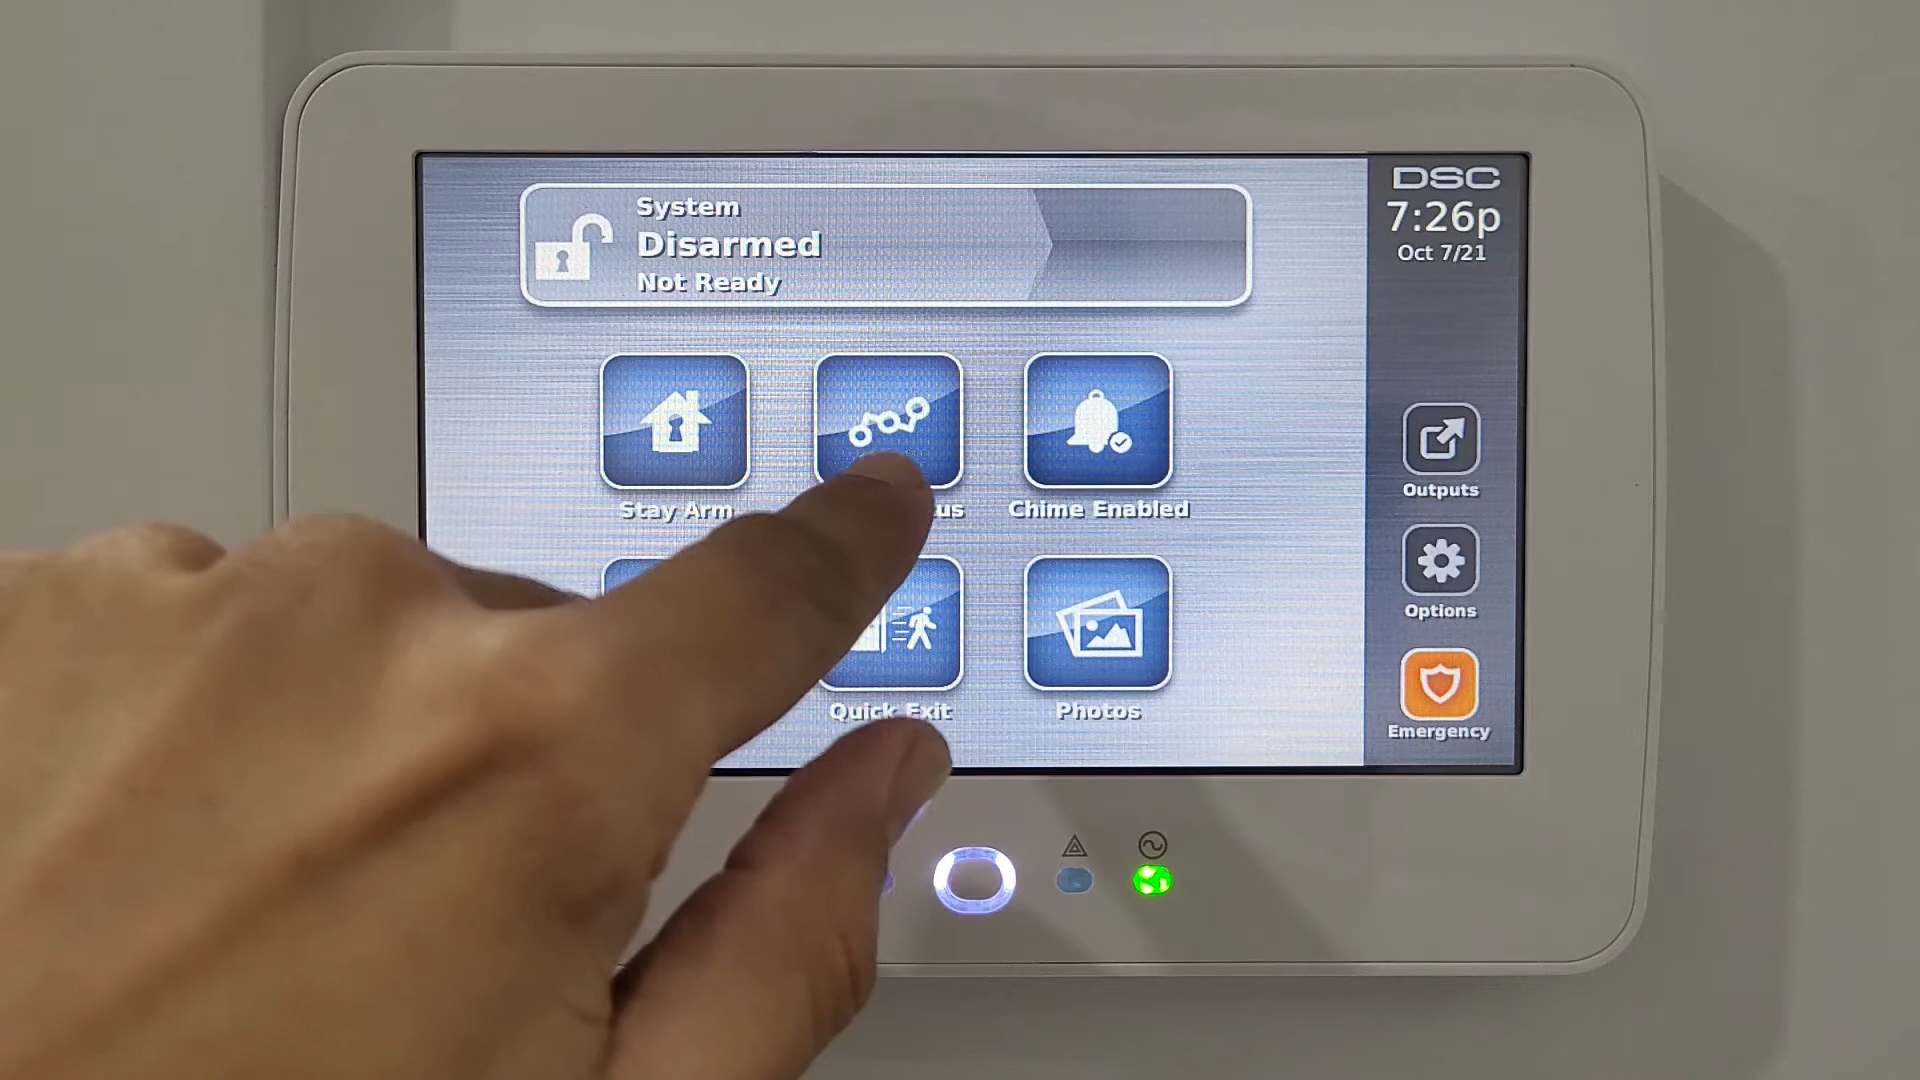 System
Disarmed
Not Ready
DSC
7:26p
Oct 7/21
Stay Arm
Chime Enabled
Outputs
Options
Quick Exit
Photos
Emergency